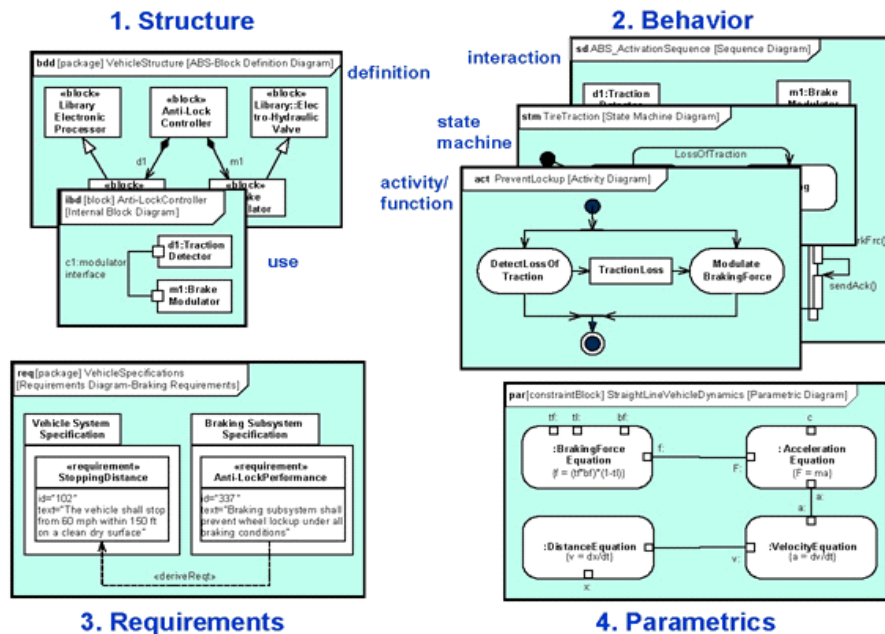 1. Structure
bdd [package] VehicleStructure [ABS-Block Definition Diagram]
definition
«block»
Library
Electronic
Processor
«block»
Anti-Lock
Controller
«block»
Library::Elec
tro-Hydraulic
Valve
d1
m1
«block»
ibd [block] Anti-LockController
[Internal Block Diagram]
use
c1:modulator
interface
d1:Traction
Detector
m1:Brake
Modulator
2. Behavior
interaction
sd ABS_ActivationSequence [Sequence Diagram]
d1:Traction
m1:Brake
state
machine
stm TireTraction [State Machine Diagram]
LossOfTraction
activity/
function
act PreventLockup [Activity Diagram]
DetectLossOf
Traction
TractionLoss
Modulate
BrakingForce
sendAck()
req [package] VehicleSpecifications
[Requirements Diagram-Braking Requirements]
Vehicle System
Specification
Braking Subsystem
Specification
«requirement»
StoppingDistance
id="102"
text="The vehicle shall stop
from 60 mph within 150 ft
on a clean dry surface"
«requirement»
Anti-LockPerformance
id="337"
text="Braking subsystem shall
prevent wheel lockup under all
braking conditions"
«deriveReqt»
3. Requirements
par [constraintBlock] StraightLineVehicleDynamics [Parametric Diagram]
tf: tl: bf: c
:BrakingForce
Equation
{f = (tf*bf)*(1-tl)}
f:
F:
:Acceleration
Equation
{F = ma}
a:
a:
:DistanceEquation
{v = dx/dt}
v:
:VelocityEquation
{a = dv/dt}
x:
4. Parametrics